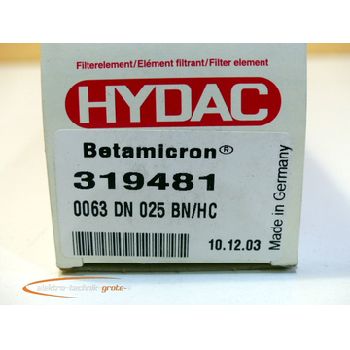 Filterelement/Elément filtrant/Filter element
HYDAC
Betamicron®
319481
0063 DN 025 BN/HC
10.12.03
Made in Germany
elektro-technik-grotz